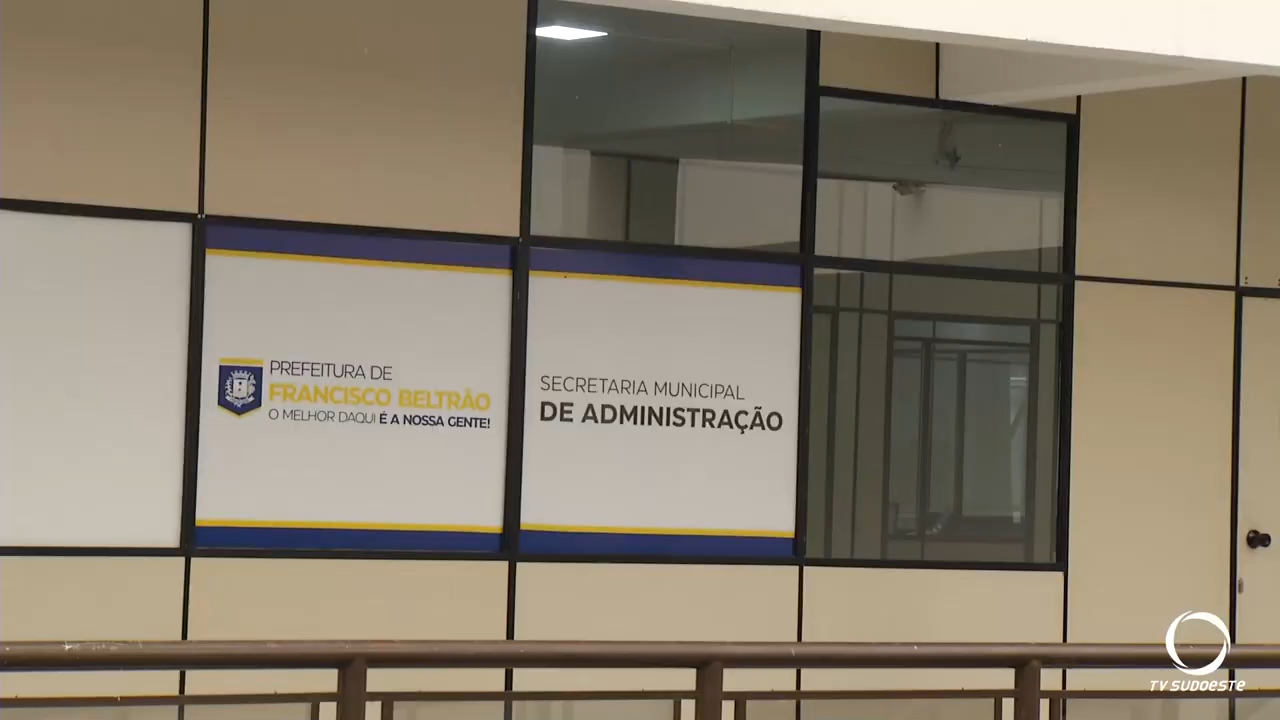 PREFEITURA DE
FRANCISCO BELTRÃO
O MELHOR DAQUI É A NOSSA GENTE!
SECRETARIA MUNICIPAL
DE ADMINISTRAÇÃO
TV SUDOESTE